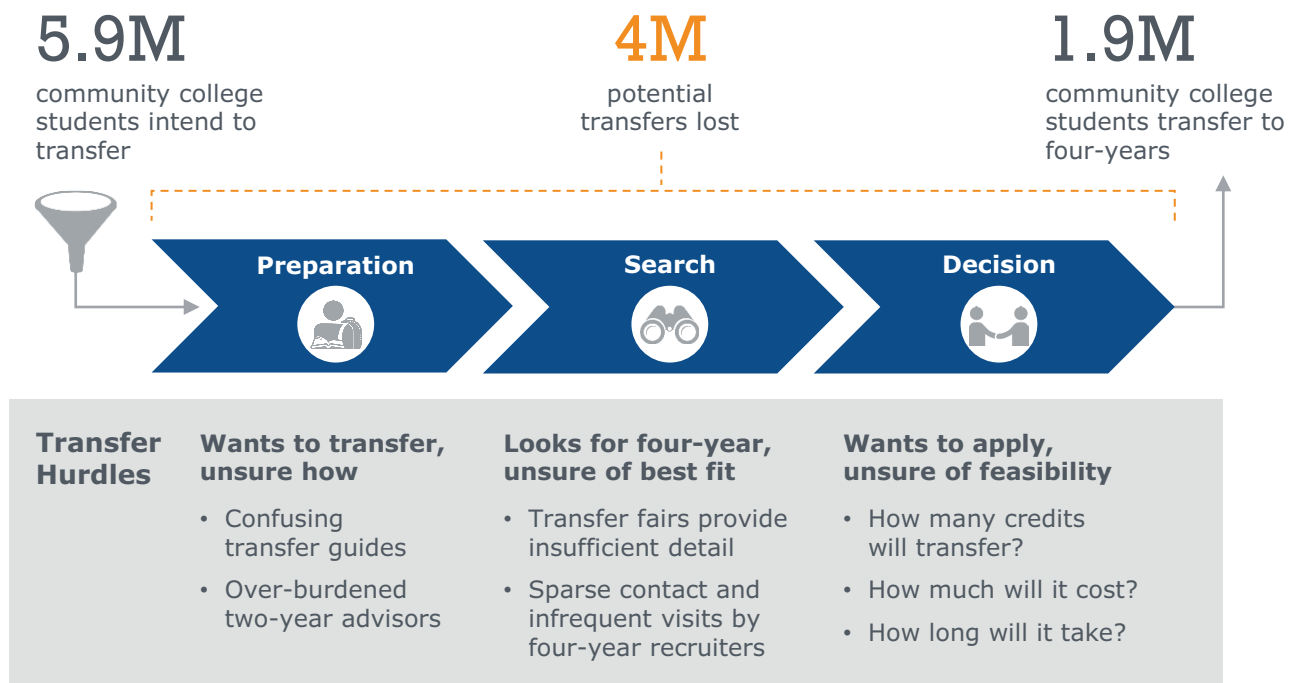 5.9M
community college
students intend to
transfer
4M
potential
transfers lost
1.9M
community college
students transfer to
four-years
Preparation
Search
Decision
Transfer
Hurdles
Wants to transfer,
unsure how
• Confusing
transfer guides
• Over-burdened
two-year advisors
Looks for four-year,
unsure of best fit
• Transfer fairs provide
insufficient detail
• Sparse contact and
infrequent visits by
four-year recruiters
Wants to apply,
unsure of feasibility
• How many credits
will transfer?
• How much will it cost?
• How long will it take?